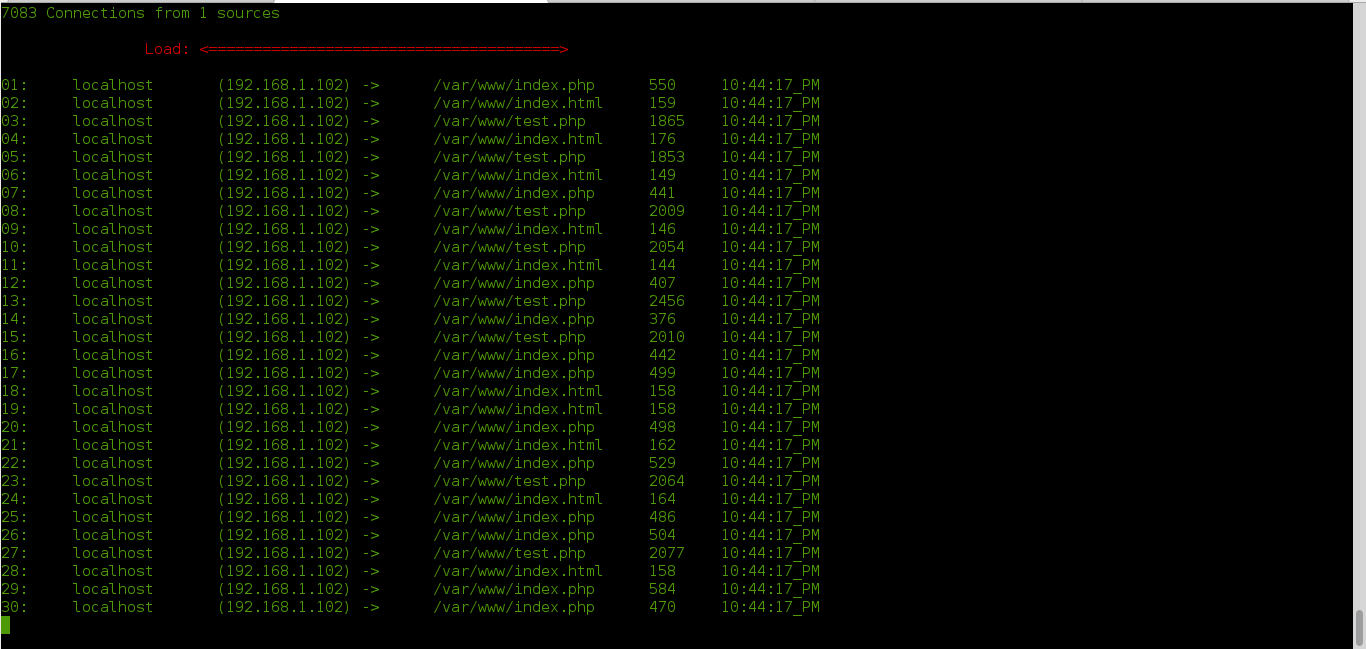 7083 Connections from 1 sources
Load: <=======================================>
01: localhost (192.168.1.102) -> /var/www/index.php 550 10:44:17_PM
02: localhost (192.168.1.102) -> /var/www/index.html 159 10:44:17_PM
03: localhost (192.168.1.102) -> /var/www/test.php 1865 10:44:17_PM
04: localhost (192.168.1.102) -> /var/www/index.html 176 10:44:17_PM
05: localhost (192.168.1.102) -> /var/www/test.php 1853 10:44:17_PM
06: localhost (192.168.1.102) -> /var/www/index.html 149 10:44:17_PM
07: localhost (192.168.1.102) -> /var/www/index.php 441 10:44:17_PM
08: localhost (192.168.1.102) -> /var/www/test.php 2009 10:44:17_PM
09: localhost (192.168.1.102) -> /var/www/index.html 146 10:44:17_PM
10: localhost (192.168.1.102) -> /var/www/test.php 2054 10:44:17_PM
11: localhost (192.168.1.102) -> /var/www/index.html 144 10:44:17_PM
12: localhost (192.168.1.102) -> /var/www/index.php 407 10:44:17_PM
13: localhost (192.168.1.102) -> /var/www/test.php 2456 10:44:17_PM
14: localhost (192.168.1.102) -> /var/www/index.php 376 10:44:17_PM
15: localhost (192.168.1.102) -> /var/www/test.php 2010 10:44:17_PM
16: localhost (192.168.1.102) -> /var/www/index.php 442 10:44:17_PM
17: localhost (192.168.1.102) -> /var/www/index.php 499 10:44:17_PM
18: localhost (192.168.1.102) -> /var/www/index.html 158 10:44:17_PM
19: localhost (192.168.1.102) -> /var/www/index.html 158 10:44:17_PM
20: localhost (192.168.1.102) -> /var/www/index.php 498 10:44:17_PM
21: localhost (192.168.1.102) -> /var/www/index.html 162 10:44:17_PM
22: localhost (192.168.1.102) -> /var/www/index.php 529 10:44:17_PM
23: localhost (192.168.1.102) -> /var/www/test.php 2064 10:44:17_PM
24: localhost (192.168.1.102) -> /var/www/index.html 164 10:44:17_PM
25: localhost (192.168.1.102) -> /var/www/index.php 486 10:44:17_PM
26: localhost (192.168.1.102) -> /var/www/index.php 504 10:44:17_PM
27: localhost (192.168.1.102) -> /var/www/test.php 2077 10:44:17_PM
28: localhost (192.168.1.102) -> /var/www/index.html 158 10:44:17_PM
29: localhost (192.168.1.102) -> /var/www/index.php 584 10:44:17_PM
30: localhost (192.168.1.102) -> /var/www/index.php 470 10:44:17_PM